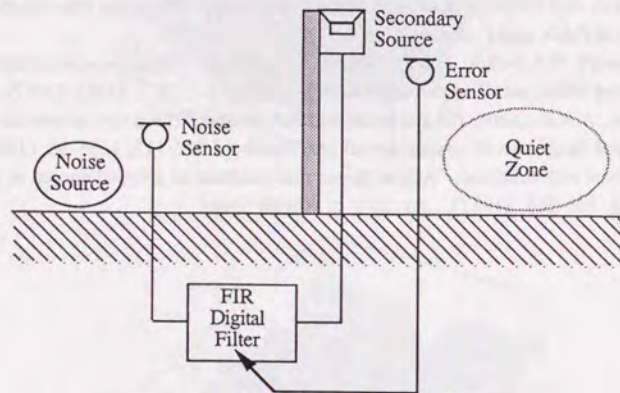 Secondary
Source
Error
Sensor
Noise
Sensor
Noise
Source
Quiet
Zone
FIR
Digital
Filter